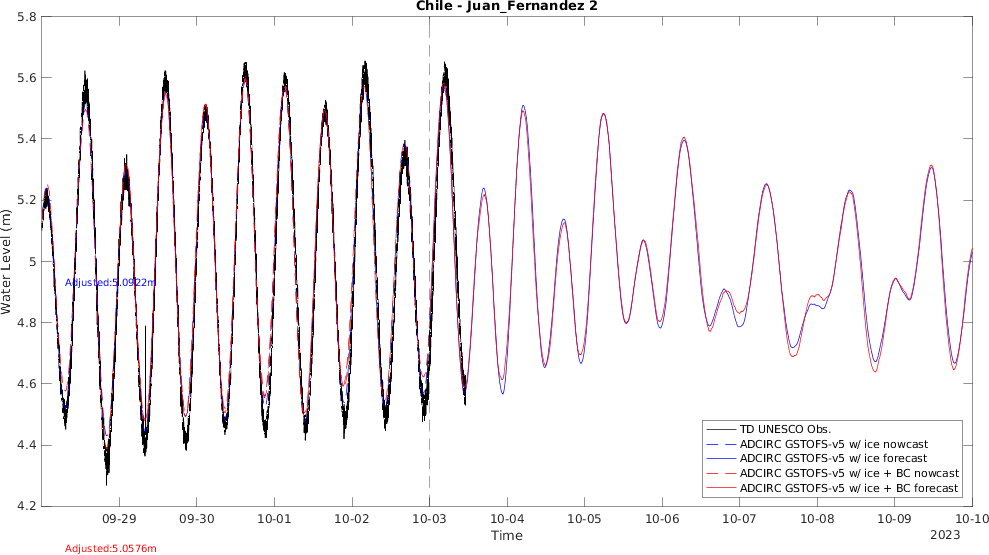 Chile - Juan_Fernandez 2
5.8
5.6
5.4
5.2
5
4.8
4.6
4.4
4.2
Water Level (m)
Adjusted:5.0922m
TD UNESCO Obs.
ADCIRC GSTOFS-v5 w/ ice nowcast
ADCIRC GSTOFS-v5 w/ ice forecast
ADCIRC GSTOFS-v5 w/ ice + BC nowcast
ADCIRC GSTOFS-v5 w/ ice + BC forecast
09-29 09-30 10-01 10-02 10-03 10-04 10-05 10-06 10-07 10-08 10-09 10-10
Time
2023
Adjusted:5.0576m